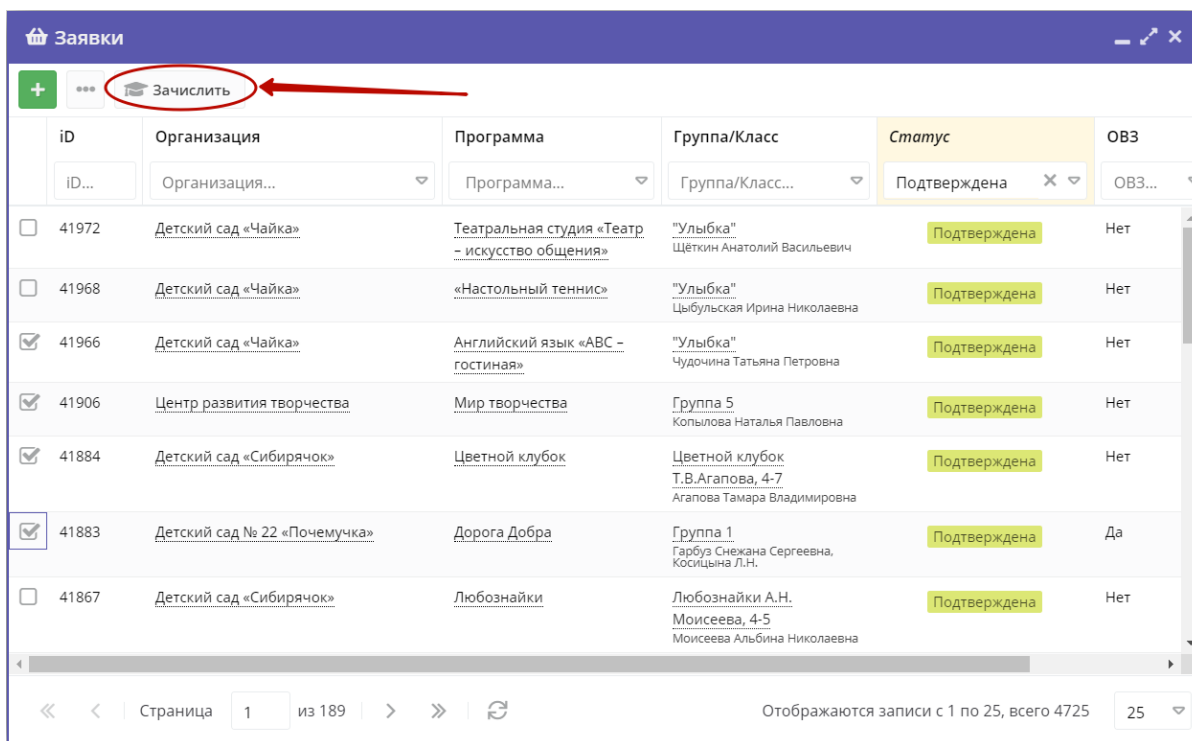 Заявки
+ ••• Зачислить
iD Организация Программа Группа/Класс Статус ОВЗ
iD... Организация... Программа... Группа/Класс... Подтверждена ОВЗ...
41972 Детский сад «Чайка» Театральная студия «Театр "Улыбка" Подтверждена Нет
– искусство общения» Щёткин Анатолий Васильевич
41968 Детский сад «Чайка» «Настольный теннис» "Улыбка" Подтверждена Нет
Цыбульская Ирина Николаевна
41966 Детский сад «Чайка» Английский язык «ABC – "Улыбка" Подтверждена Нет
гостиная» Чудочина Татьяна Петровна
41906 Центр развития творчества Мир творчества Группа 5 Подтверждена Нет
Копылова Наталья Павловна
41884 Детский сад «Сибирячок» Цветной клубок Цветной клубок Подтверждена Нет
Т.В.Агапова, 4-7
Агапова Тамара Владимировна
41883 Детский сад № 22 «Почемучка» Дорога Добра Группа 1 Подтверждена Да
Гарбуз Снежана Сергеевна,
Косицына Л.Н.
41867 Детский сад «Сибирячок» Любознайки Любознайки А.Н. Подтверждена Нет
Моисеева, 4-5
Моисеева Альбина Николаевна
Страница 1 из 189 Отображаются записи с 1 по 25, всего 4725 25